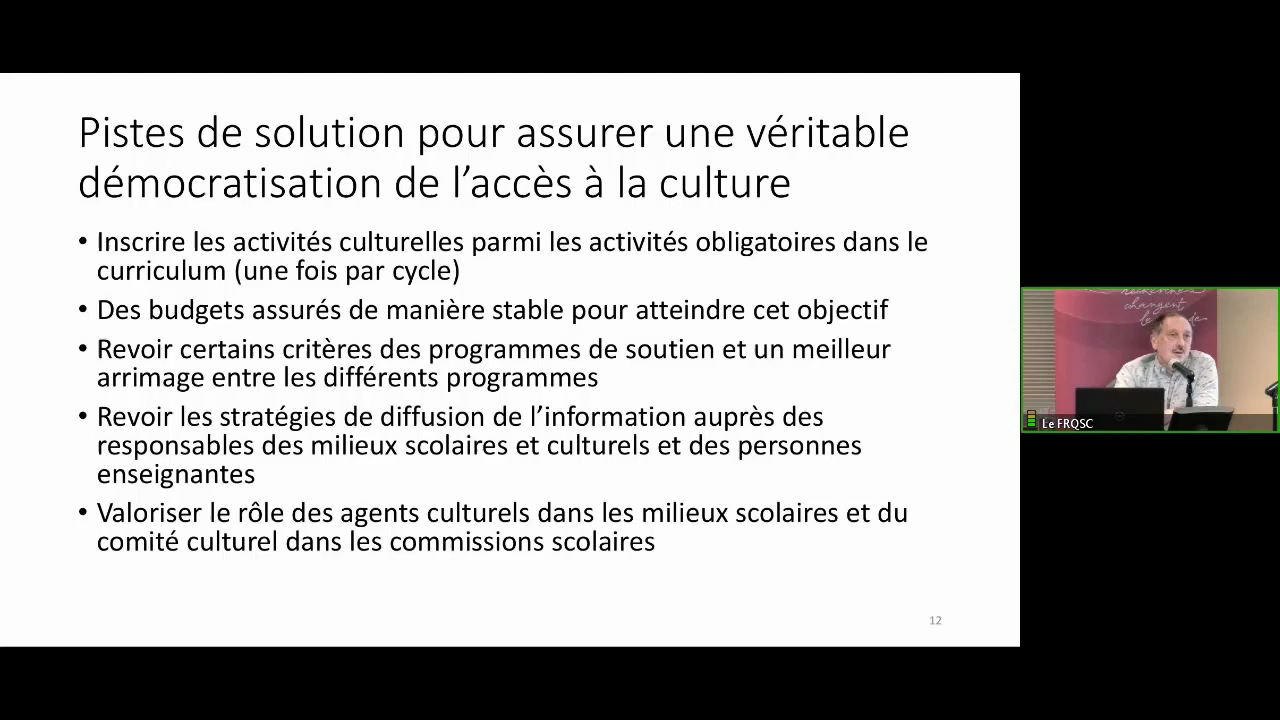 Pistes de solution pour assurer une véritable
démocratisation de l’accès à la culture
• Inscrire les activités culturelles parmi les activités obligatoires dans le
curriculum (une fois par cycle)
• Des budgets assurés de manière stable pour atteindre cet objectif
• Revoir certains critères des programmes de soutien et un meilleur
arrimage entre les différents programmes
• Revoir les stratégies de diffusion de l’information auprès des
responsables des milieux scolaires et culturels et des personnes
enseignantes
• Valoriser le rôle des agents culturels dans les milieux scolaires et du
comité culturel dans les commissions scolaires
12
changent
Le FRQSC